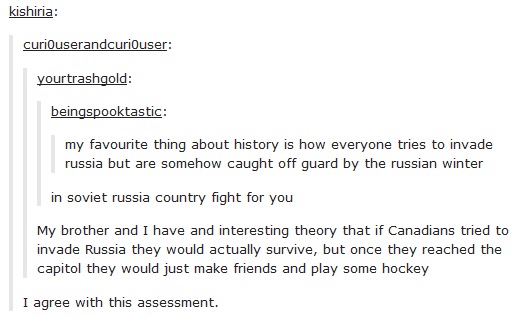 kishiria:
curi0userandcuri0user:
yourtrashgold:
beingspooktastic:
my favourite thing about history is how everyone tries to invade
russia but are somehow caught off guard by the russian winter
in soviet russia country fight for you
My brother and I have and interesting theory that if Canadians tried to
invade Russia they would actually survive, but once they reached the
capitol they would just make friends and play some hockey
I agree with this assessment.